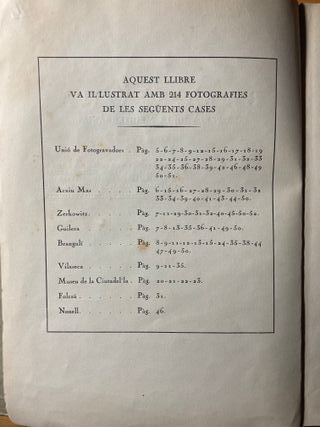 AQUEST LLIBRE
VA IL·LUSTRAT AMB 214 FOTOGRAFIES
DE LES SEGÜENTS CASES
Unió de Fotogravadors . Pàg. 5-6-7-8-9-12-15-16-17-18-19
22-24-25-27-28-29-31-32-33
34-35-36-38-39-42-46-48-49
50-51.
Arxiu Mas . . . . . Pàg. 6-15-16-27-28-29-30-31-32
33-34-39-40-41-43-44-50.
Zerkowitz. . . . . . Pàg. 7-11-29-30-31-32-40-45-50-52.
Guilera . . . . . . Pàg. 7-8-13-35-36-41-49-50.
Brangulí . . . . . . Pàg. 8-9-11-12-13-15-24-35-38-44
47-49-50.
Vilaseca . . . . . . Pàg. 9-21-35.
Museu de la Ciutadel·la . Pàg. 20-21-22-23.
Folxà . . . . . . . Pàg. 31.
Nonell. . . . . . . Pàg. 46.